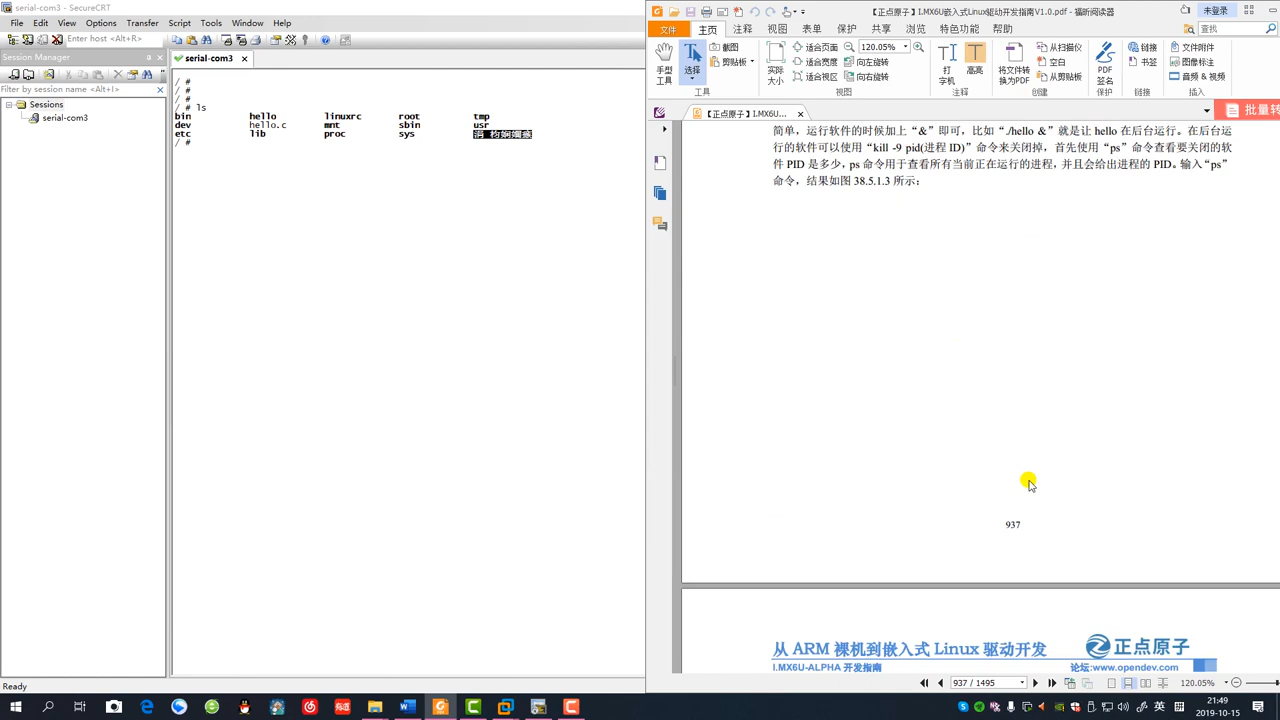 serial-com3 - SecureCRT
File Edit View Options Transfer Script Tools Window Help
Enter host <Alt+R>
Session Manager
serial-com3
Filter by session name <Alt+I>
Sessions
serial-com3
/ #
/ #
/ #
/ # ls
bin hello linuxrc root tmp
dev hello.c mnt sbin usr
etc lib proc sys
/ #
Ready
【正点原子】I.MX6U嵌入式Linux驱动开发指南V1.0.pdf - 福昕阅读器
未登录
文件 主页 注释 视图 表单 保护 共享 浏览 特色功能 帮助
查找
手型工具
选择
截图
剪贴板
工具
实际大小
适合页面
适合宽度
适合视区
120.05%
向左旋转
向右旋转
视图
打字机
高亮
注释
将文件转换为PDF
从扫描仪
空白
从剪贴板
创建
PDF签名
保护
链接
书签
链接
文件附件
图像标注
音频 & 视频
插入
【正点原子】I.MX6U...
批量转
简单，运行软件的时候加上“&”即可，比如“./hello &”就是让 hello 在后台运行。在后台运
行的软件可以使用“kill -9 pid(进程 ID)”命令来关闭掉，首先使用“ps”命令查看要关闭的软
件 PID 是多少，ps 命令用于查看所有当前正在运行的进程，并且会给出进程的 PID。输入“ps”
命令，结果如图 38.5.1.3 所示：
937
从 ARM 裸机到嵌入式 Linux 驱动开发
正点原子
I.MX6U-ALPHA 开发指南
论坛:www.opendev.com
937 / 1495
120.05%
英
拼
英
21:49
2019-10-15